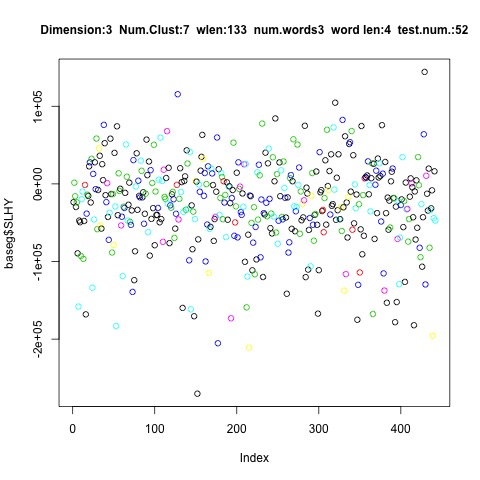 Dimension:3 Num.Clust:7 wlen:133 num.words3 word len:4 test.num.:52
baseg$SLHY
1e+05
0e+00
-1e+05
-2e+05
0 100 200 300 400
Index